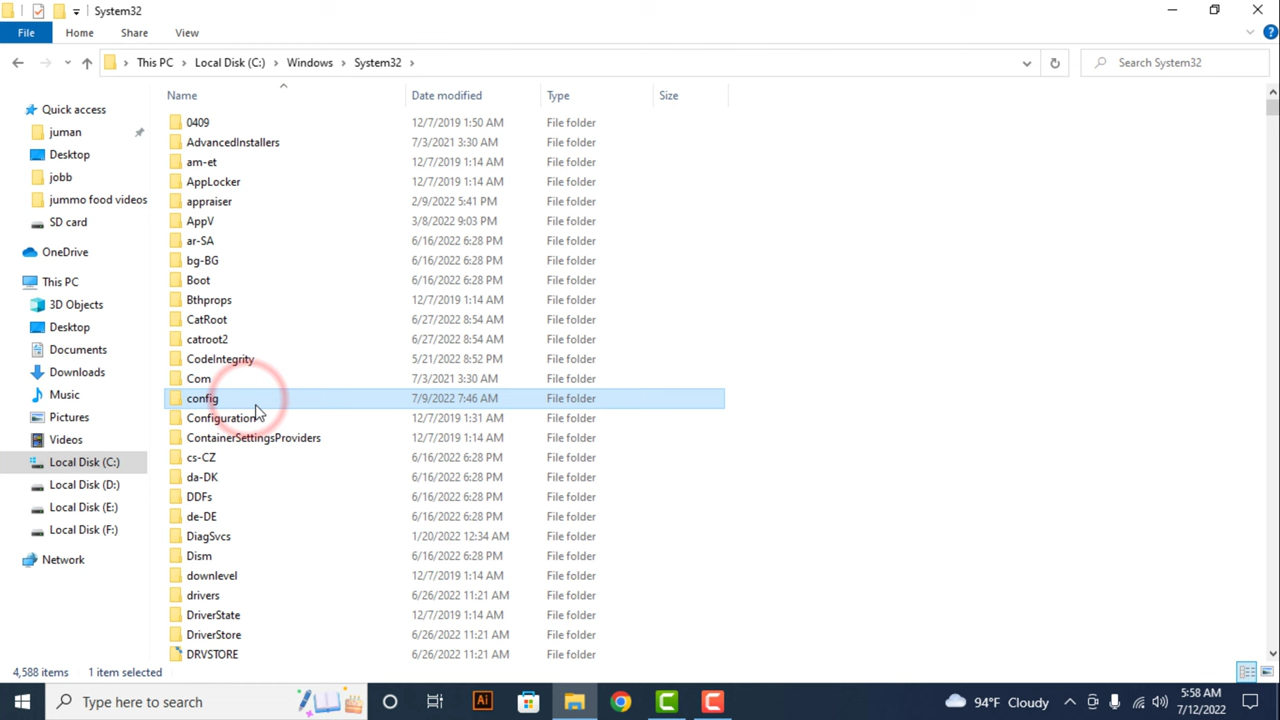 System32
File Home Share View
This PC Local Disk (C:) Windows System32 Search System32
Name Date modified Type Size
Quick access
juman
Desktop
jobb
jummo food videos
SD card
OneDrive
This PC
3D Objects
Desktop
Documents
Downloads
Music
Pictures
Videos
Local Disk (C:)
Local Disk (D:)
Local Disk (E:)
Local Disk (F:)
Network
0409 12/7/2019 1:50 AM File folder
AdvancedInstallers 7/3/2021 3:30 AM File folder
am-et 12/7/2019 1:14 AM File folder
AppLocker 12/7/2019 1:14 AM File folder
appraiser 2/9/2022 5:41 PM File folder
AppV 3/8/2022 9:03 PM File folder
ar-SA 6/16/2022 6:28 PM File folder
bg-BG 6/16/2022 6:28 PM File folder
Boot 6/16/2022 6:28 PM File folder
Bthprops 12/7/2019 1:14 AM File folder
CatRoot 6/27/2022 8:54 AM File folder
catroot2 6/27/2022 8:54 AM File folder
CodeIntegrity 5/21/2022 8:52 PM File folder
Com 7/3/2021 3:30 AM File folder
config 7/9/2022 7:46 AM File folder
Configuration 12/7/2019 1:31 AM File folder
ContainerSettingsProviders 12/7/2019 1:14 AM File folder
cs-CZ 6/16/2022 6:28 PM File folder
da-DK 6/16/2022 6:28 PM File folder
DDFs 6/16/2022 6:28 PM File folder
de-DE 6/16/2022 6:28 PM File folder
DiagSvcs 1/20/2022 12:34 AM File folder
Dism 6/16/2022 6:28 PM File folder
downlevel 12/7/2019 1:14 AM File folder
drivers 6/26/2022 11:21 AM File folder
DriverState 12/7/2019 1:14 AM File folder
DriverStore 6/26/2022 11:21 AM File folder
DRVSTORE 6/26/2022 11:21 AM File folder
4,588 items 1 item selected
Type here to search Ai C C 94°F Cloudy 5:58 AM
7/12/2022